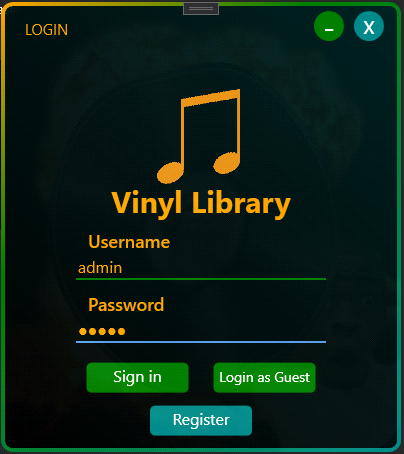 LOGIN
– X
Vinyl Library
Username
admin
Password
●●●●●
Sign in Login as Guest
Register